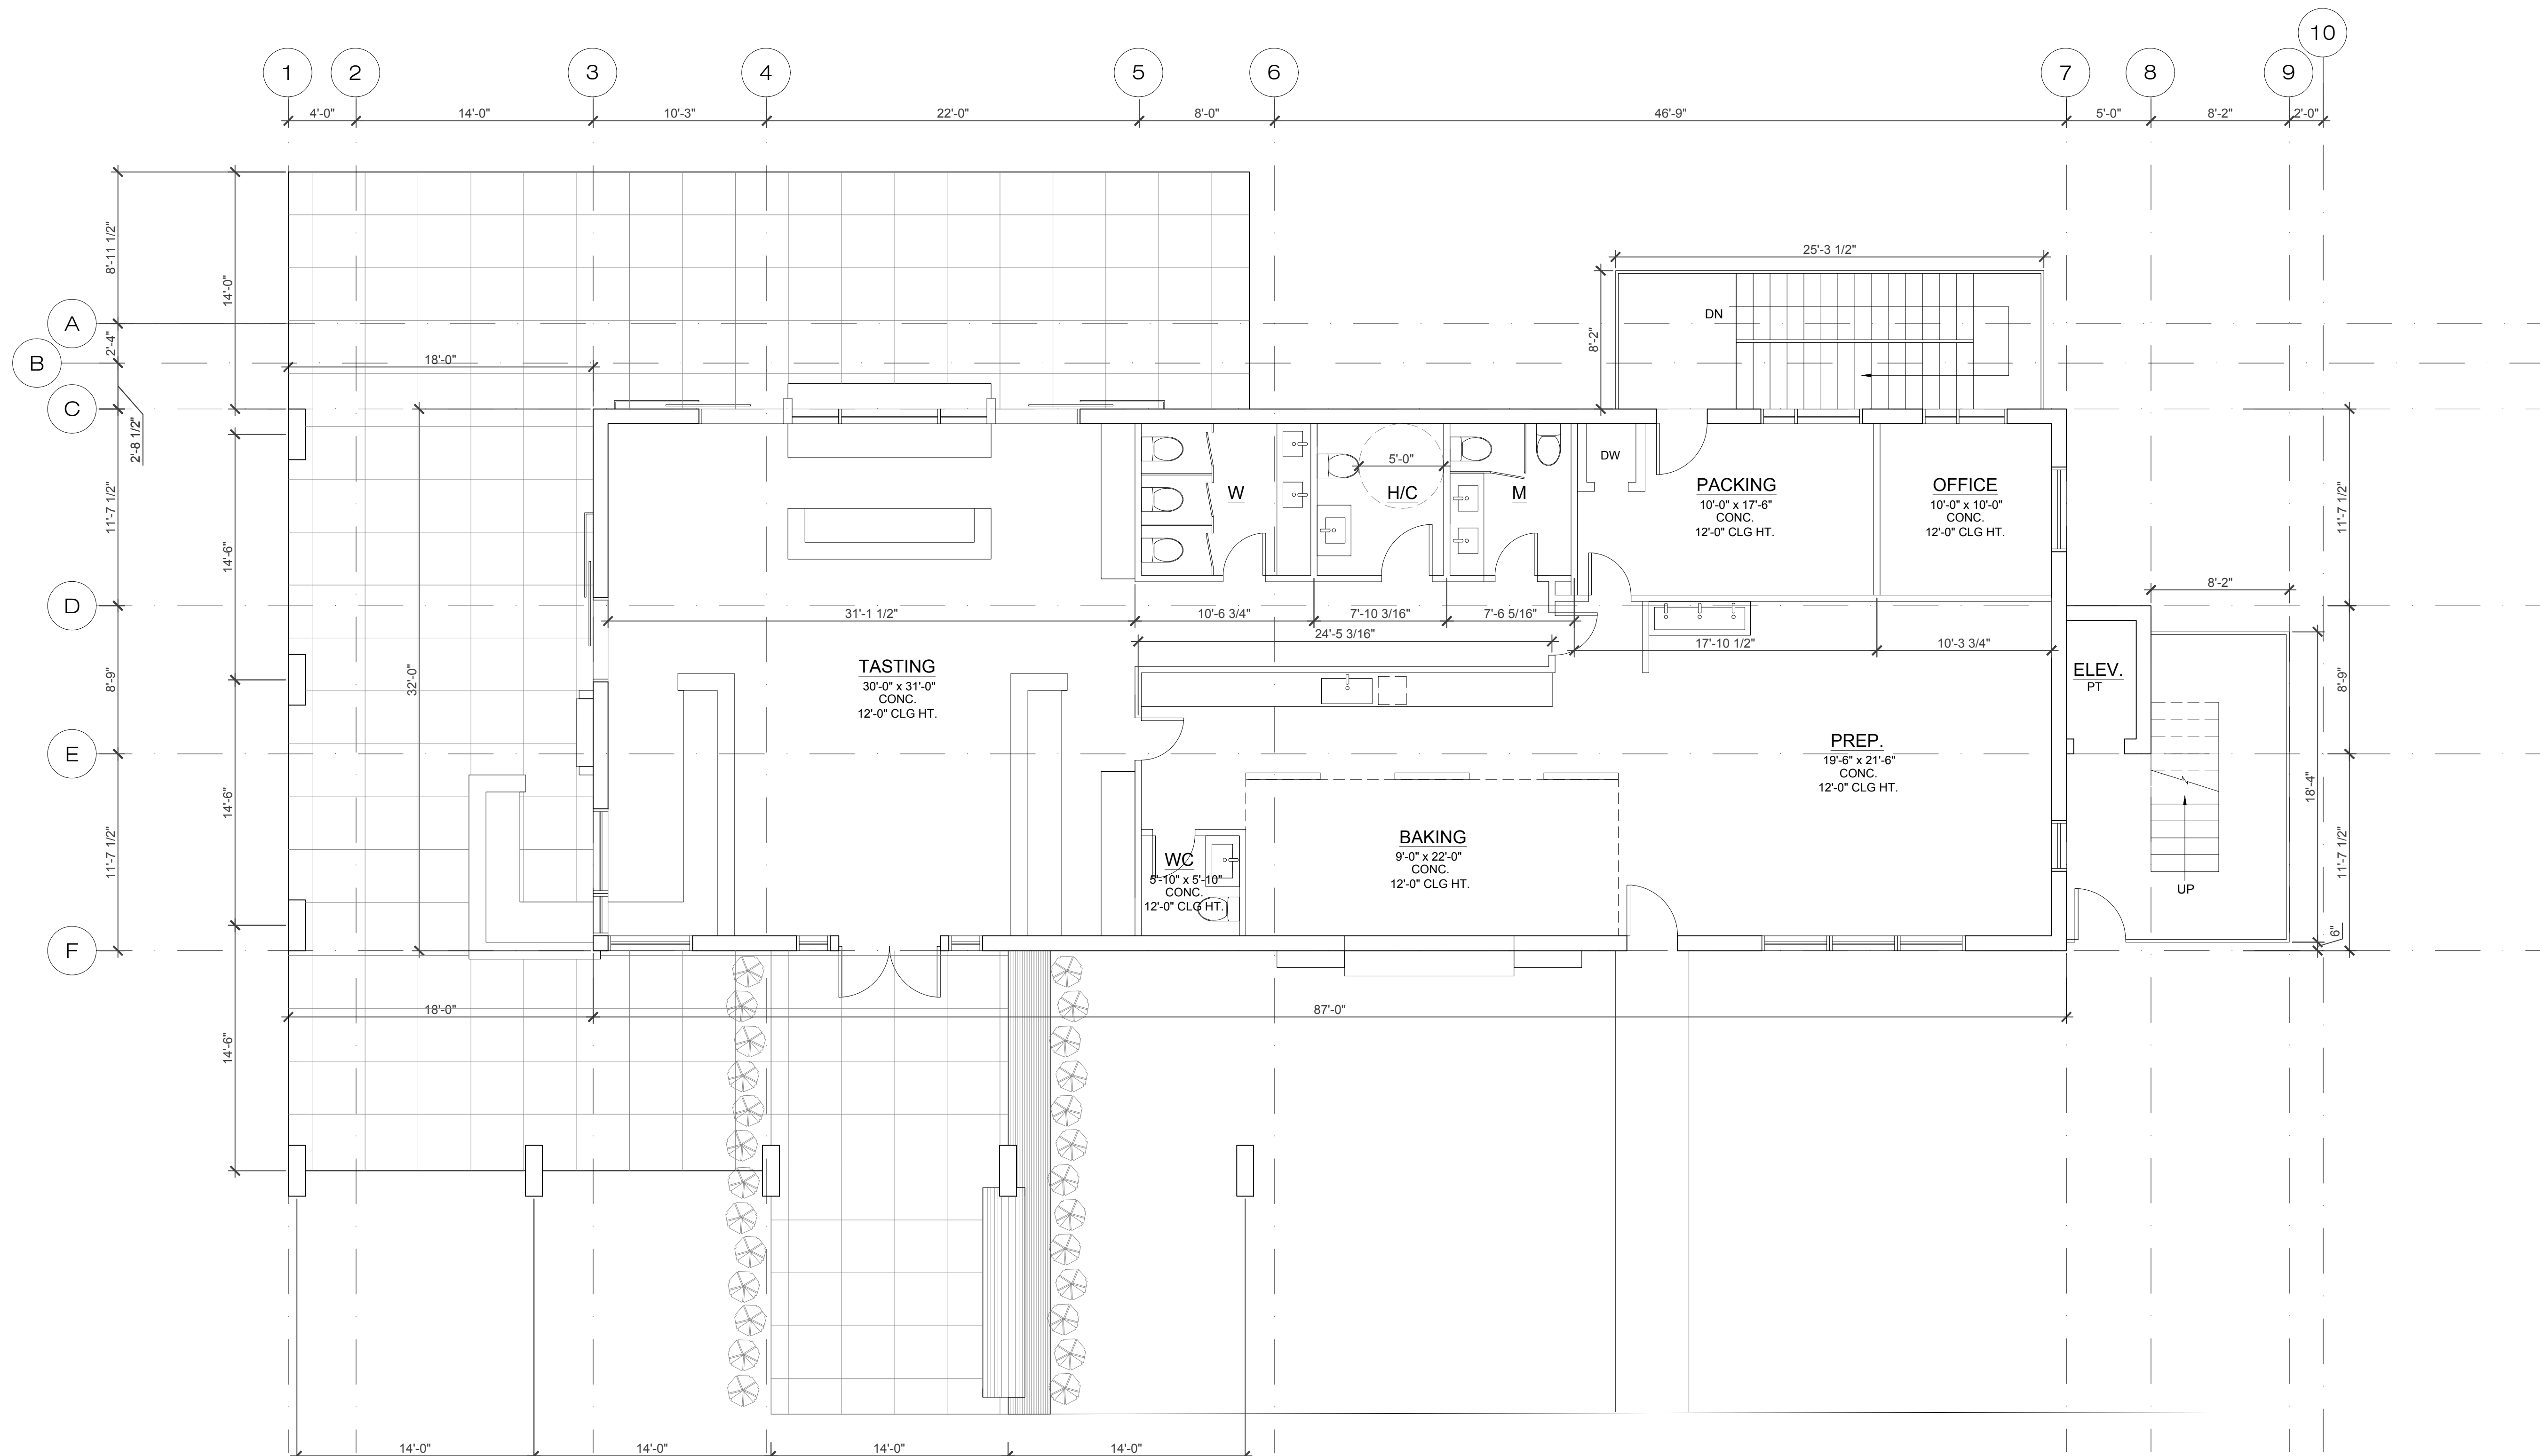 10
1 2 3 4 5 6 7 8 9
4'-0" 14'-0" 10'-3" 22'-0" 8'-0" 46'-9" 5'-0" 8'-2" 2'-0"
8'-11 1/2"
14'-0"
25'-3 1/2"
A
2'-4"
DN
8'-2"
B
18'-0"
C
2'-8 1/2"
DW
5'-0"
W
H/C
M
PACKING
10'-0" x 17'-6"
CONC.
12'-0" CLG HT.
OFFICE
10'-0" x 10'-0"
CONC.
12'-0" CLG HT.
11'-7 1/2"
14'-6"
11'-7 1/2"
D
8'-2"
31'-1 1/2" 10'-6 3/4" 7'-10 3/16" 7'-6 5/16"
24'-5 3/16"
17'-10 1/2" 10'-3 3/4"
TASTING
30'-0" x 31'-0"
CONC.
12'-0" CLG HT.
8'-9"
32'-0"
ELEV.
PT
8'-9"
E
PREP.
19'-6" x 21'-6"
CONC.
12'-0" CLG HT.
14'-6"
18'-4"
BAKING
9'-0" x 22'-0"
CONC.
12'-0" CLG HT.
WC
5'-10" x 5'-10"
CONC.
12'-0" CLG HT.
11'-7 1/2"
11'-7 1/2"
UP
6"
F
18'-0" 87'-0"
14'-6"
14'-0" 14'-0" 14'-0" 14'-0"